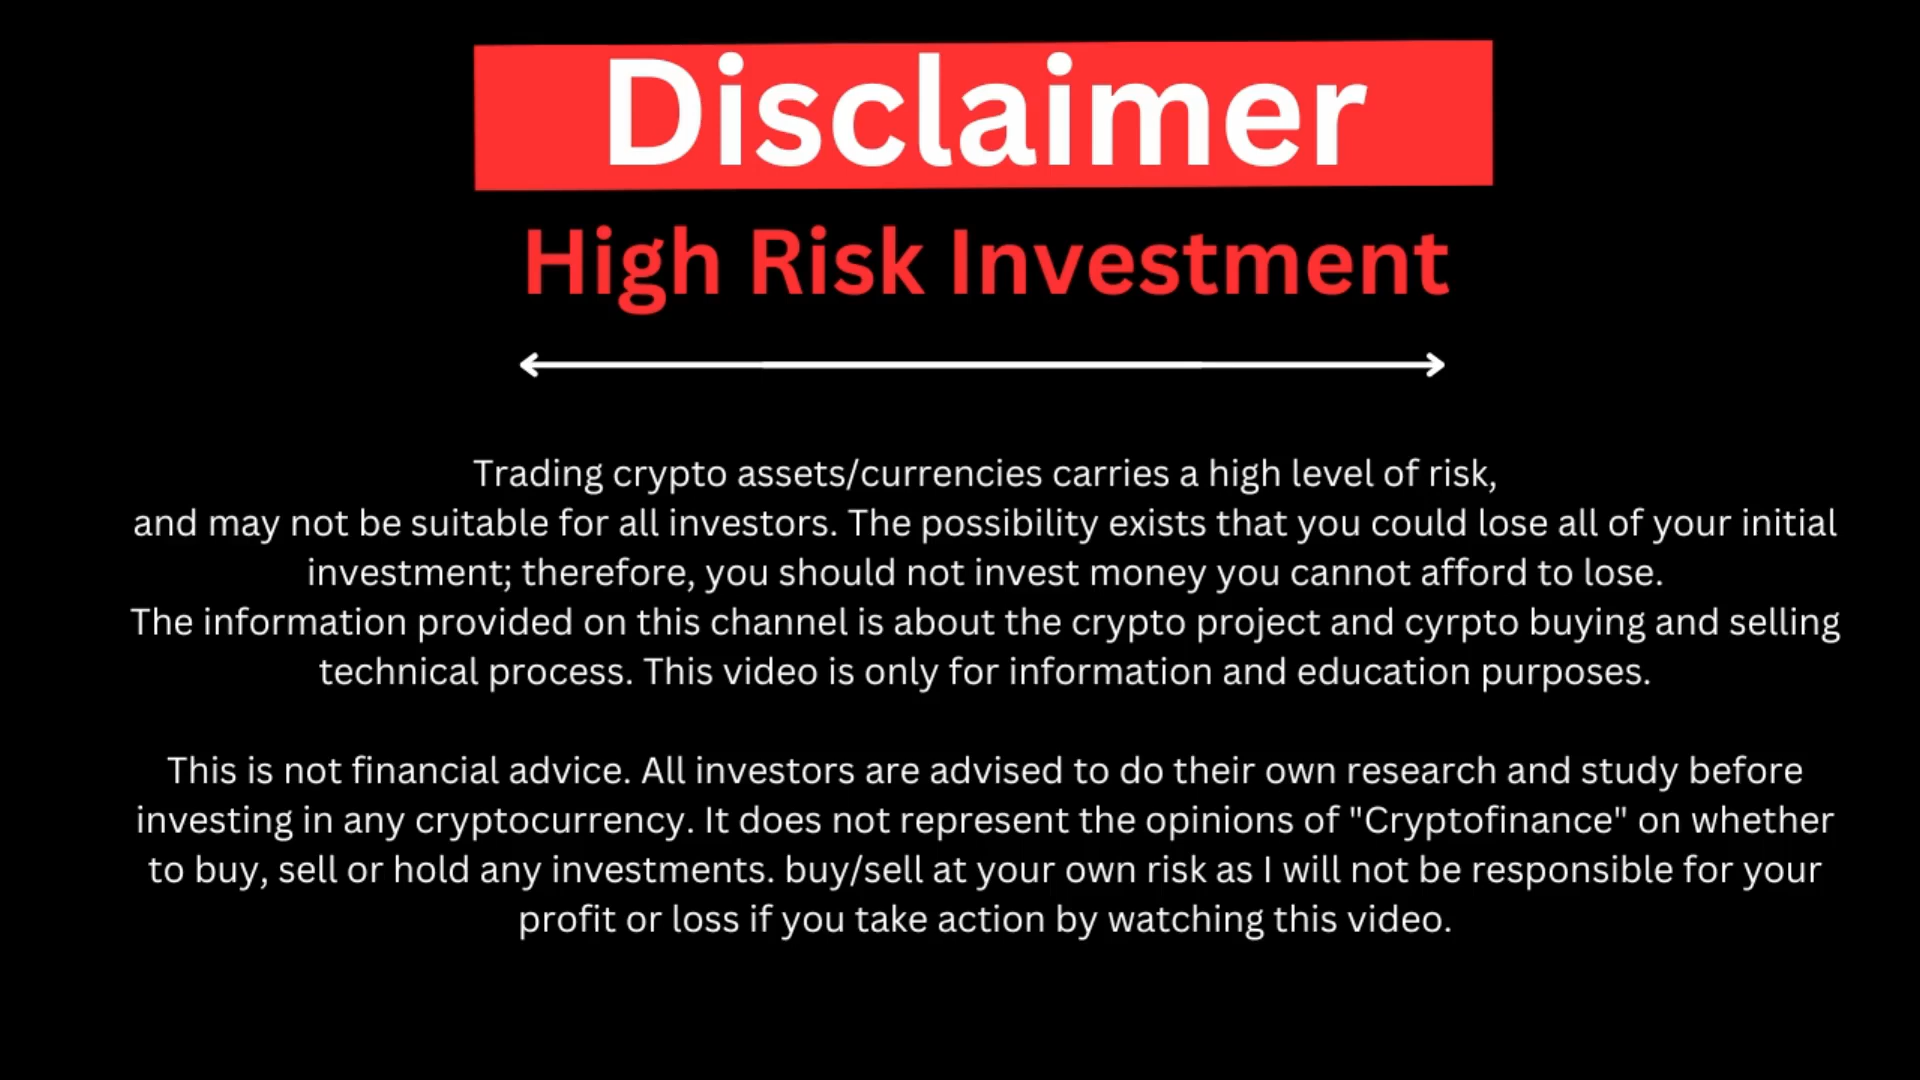 Disclaimer
High Risk Investment
Trading crypto assets/currencies carries a high level of risk,
and may not be suitable for all investors. The possibility exists that you could lose all of your initial
investment; therefore, you should not invest money you cannot afford to lose.
The information provided on this channel is about the crypto project and cyrpto buying and selling
technical process. This video is only for information and education purposes.
This is not financial advice. All investors are advised to do their own research and study before
investing in any cryptocurrency. It does not represent the opinions of "Cryptofinance" on whether
to buy, sell or hold any investments. buy/sell at your own risk as I will not be responsible for your
profit or loss if you take action by watching this video.